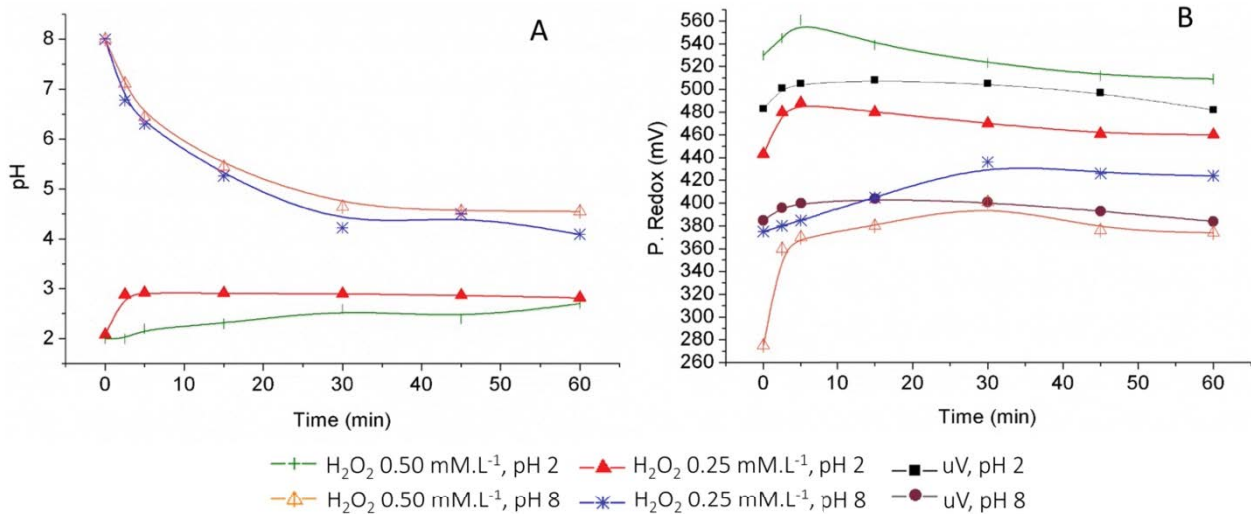 A
8
7
6
5
4
3
2
pH
0 10 20 30 40 50 60
Time (min)
B
560
540
520
500
480
460
440
420
400
380
360
340
320
300
280
260
P. Redox (mV)
0 10 20 30 40 50 60
Time (min)
H₂O₂ 0.50 mM.L⁻¹, pH 2 H₂O₂ 0.25 mM.L⁻¹, pH 2 uV, pH 2
H₂O₂ 0.50 mM.L⁻¹, pH 8 H₂O₂ 0.25 mM.L⁻¹, pH 8 uV, pH 8